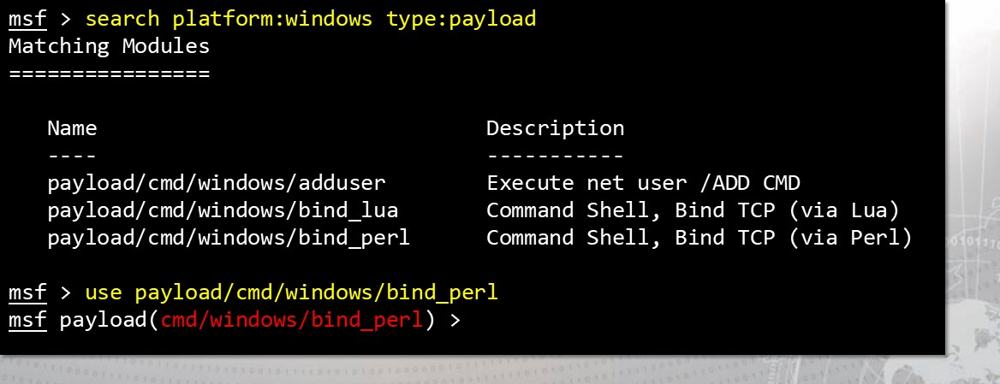 msf > search platform:windows type:payload
Matching Modules
================
Name Description
---- -----------
payload/cmd/windows/adduser Execute net user /ADD CMD
payload/cmd/windows/bind_lua Command Shell, Bind TCP (via Lua)
payload/cmd/windows/bind_perl Command Shell, Bind TCP (via Perl)
msf > use payload/cmd/windows/bind_perl
msf payload(cmd/windows/bind_perl) >